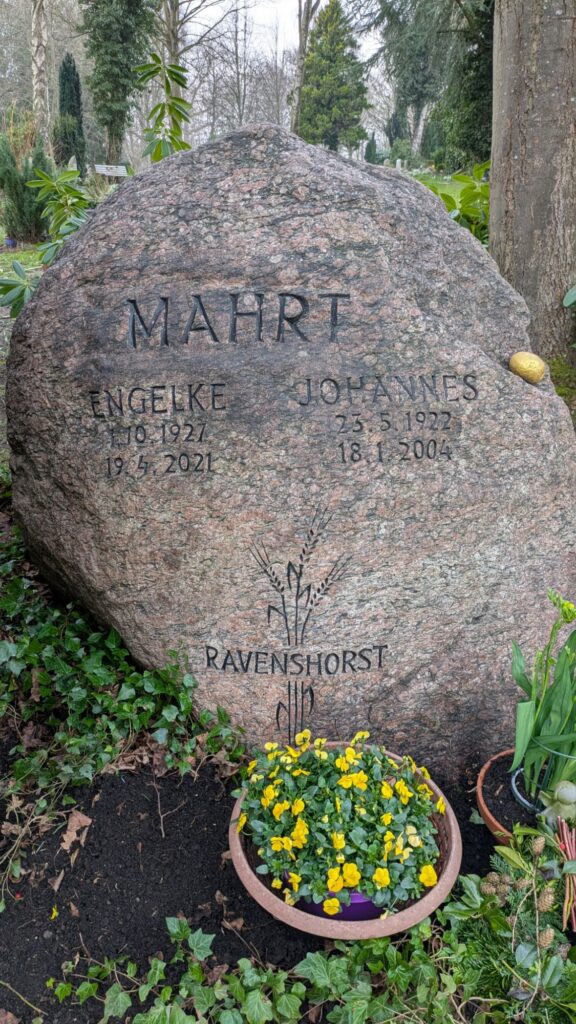 MAHRT
ENGELKE
1.10.1927
19.4.2021
JOHANNES
23.5.1922
18.1.2004
RAVENSHORST